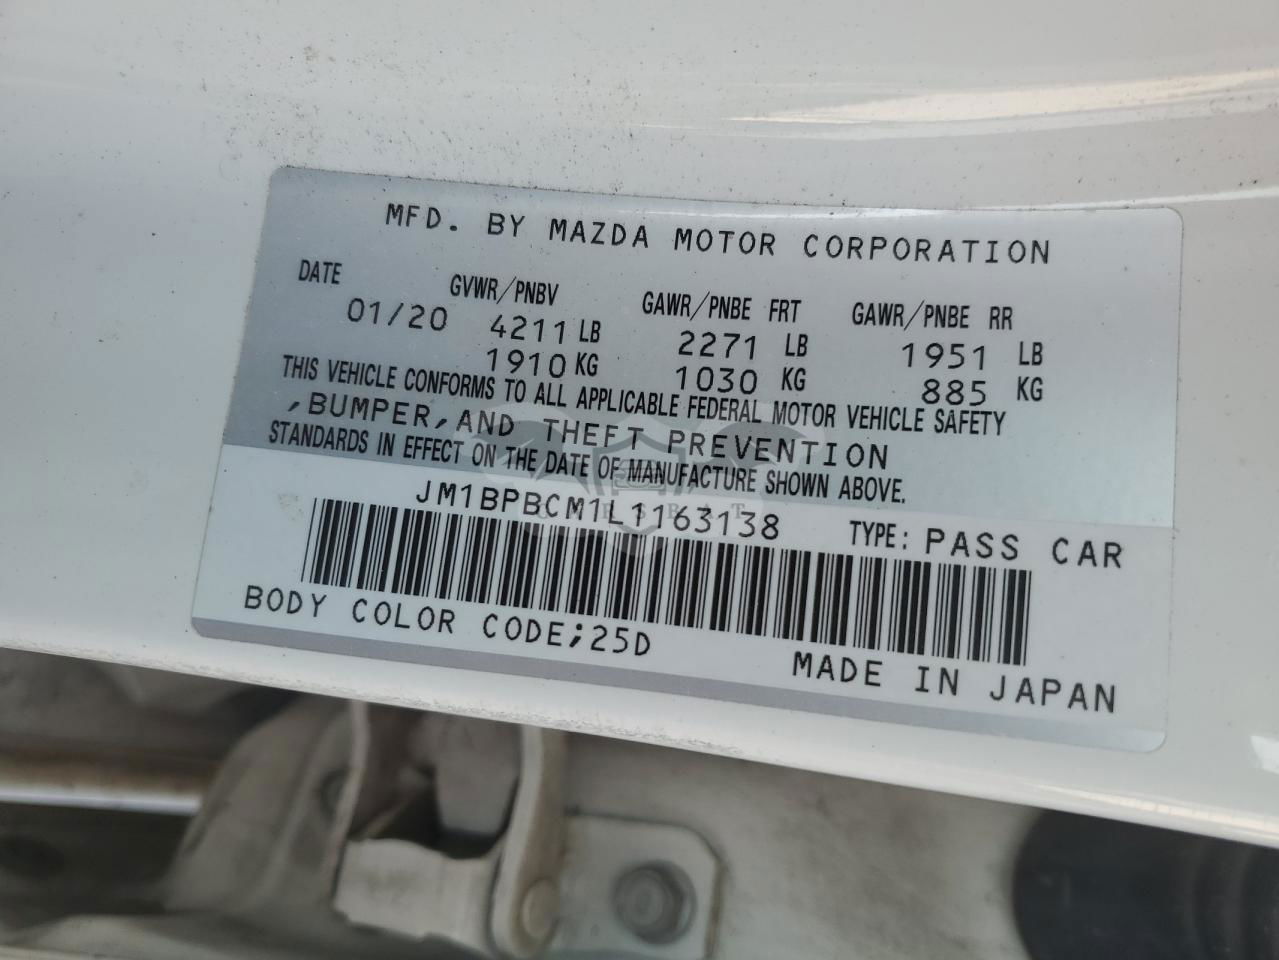 MFD. BY MAZDA MOTOR CORPORATION
DATE GVWR/PNBV GAWR/PNBE FRT GAWR/PNBE RR
01/20 4211 LB 2271 LB 1951 LB
1910 KG 1030 KG 885 KG
THIS VEHICLE CONFORMS TO ALL APPLICABLE FEDERAL MOTOR VEHICLE SAFETY
,BUMPER,AND THEFT PREVENTION
STANDARDS IN EFFECT ON THE DATE OF MANUFACTURE SHOWN ABOVE.
JM1BPBCM1L1163138 TYPE: PASS CAR
BODY COLOR CODE;25D
MADE IN JAPAN